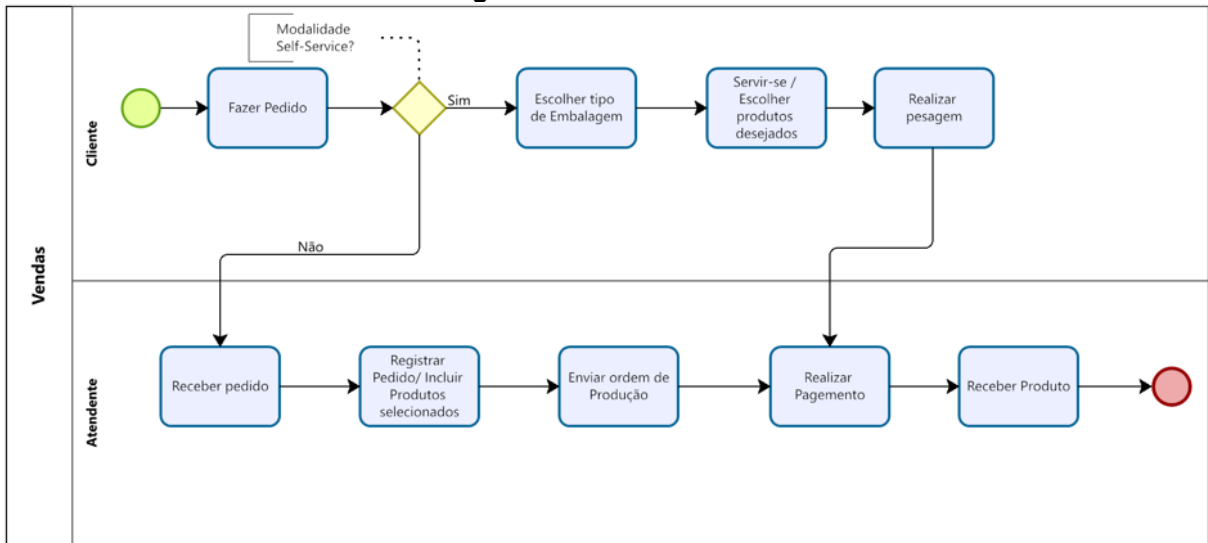 Modalidade
Self-Service?
Fazer Pedido
Sim
Escolher tipo
de Embalagem
Servir-se /
Escolher
produtos
desejados
Realizar
pesagem
Cliente
Não
Vendas
Receber pedido
Registrar
Pedido/ Incluir
Produtos
selecionados
Enviar ordem de
Produção
Realizar
Pagemento
Receber Produto
Atendente